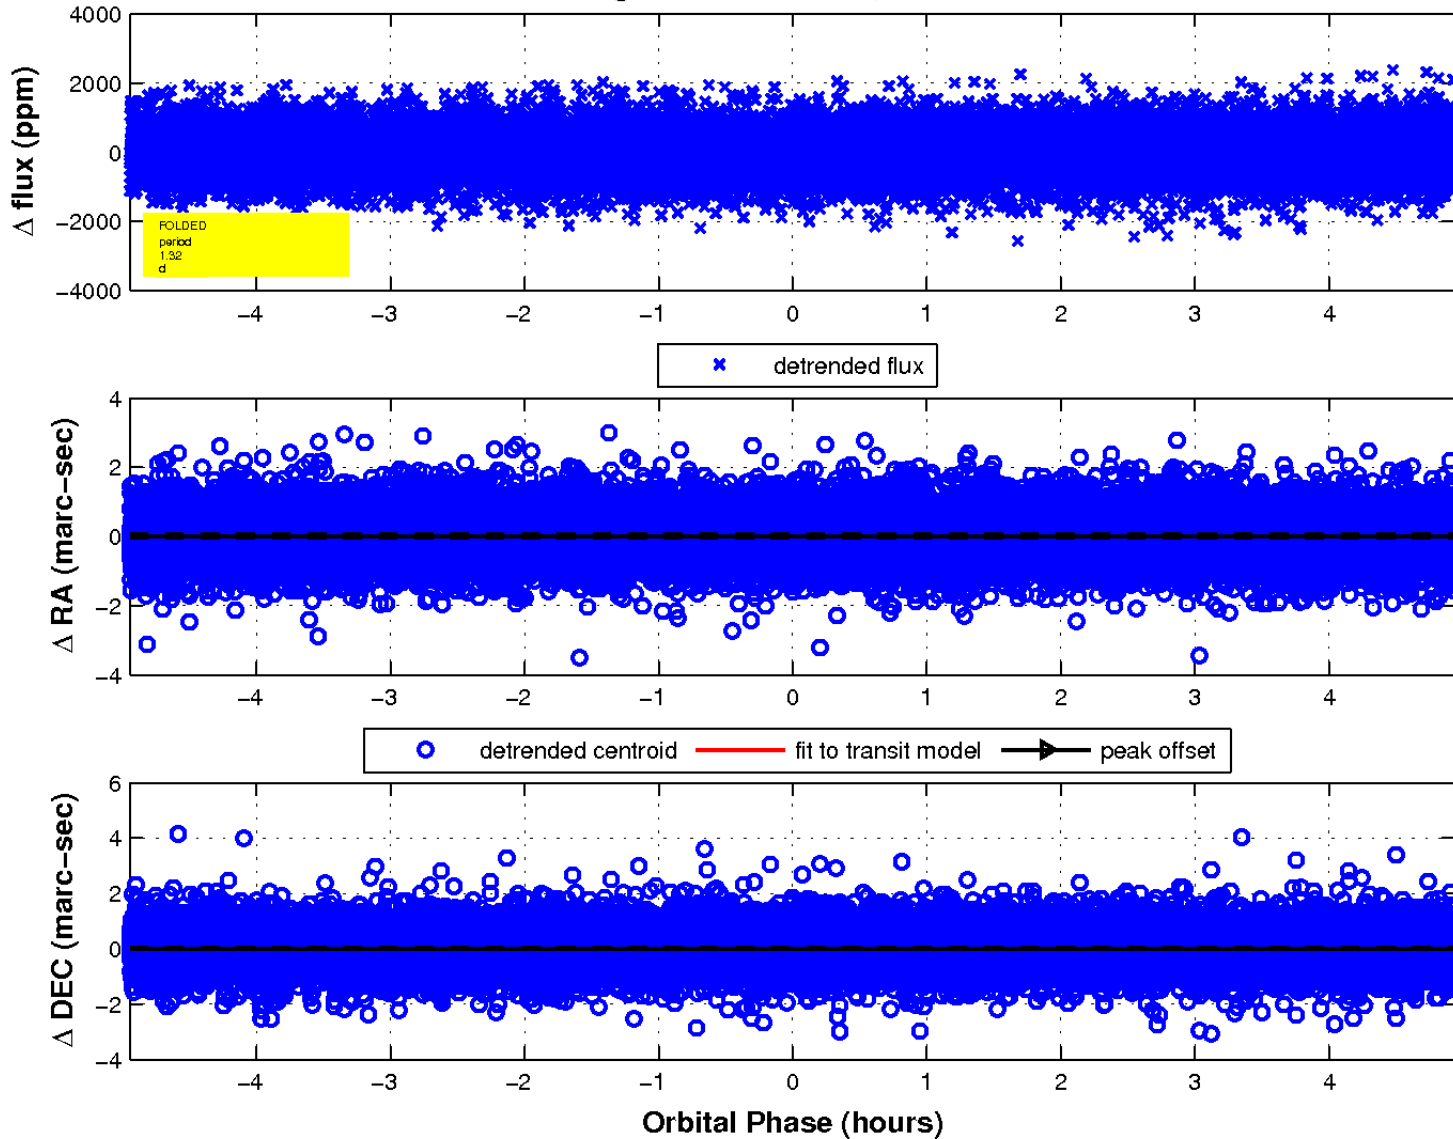 4000
2000
0
−2000
−4000
Δ flux (ppm)
FOLDED
period
1.32
d
−4 −3 −2 −1 0 1 2 3 4
detrended flux
4
2
0
−2
−4
Δ RA (marc−sec)
−4 −3 −2 −1 0 1 2 3 4
detrended centroid fit to transit model peak offset
6
4
2
0
−2
−4
Δ DEC (marc−sec)
−4 −3 −2 −1 0 1 2 3 4
Orbital Phase (hours)